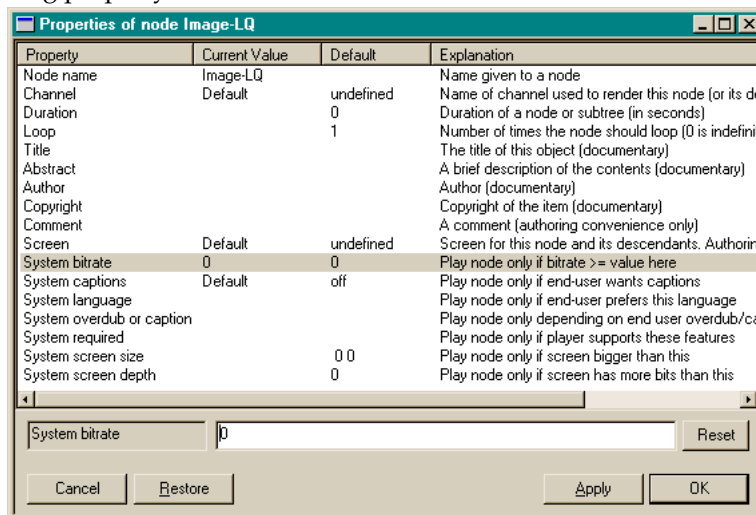 ng property
Properties of node Image-LQ
Property Current Value Default Explanation
Node name Image-LQ Name given to a node
Channel Default undefined Name of channel used to render this node (or its de
Duration 0 Duration of a node or subtree (in seconds)
Loop 1 Number of times the node should loop (0 is indefini
Title The title of this object (documentary)
Abstract A brief description of the contents (documentary)
Author Author (documentary)
Copyright Copyright of the item (documentary)
Comment A comment (authoring convenience only)
Screen Default undefined Screen for this node and its descendants. Authorin
System bitrate 0 0 Play node only if bitrate >= value here
System captions Default off Play node only if end-user wants captions
System language Play node only if end-user prefers this language
System overdub or caption Play node only depending on end user overdub/ca
System required Play node only if player supports these features
System screen size 0 0 Play node only if screen bigger than this
System screen depth 0 Play node only if screen has more bits than this
System bitrate 0 Reset
Cancel Restore Apply OK